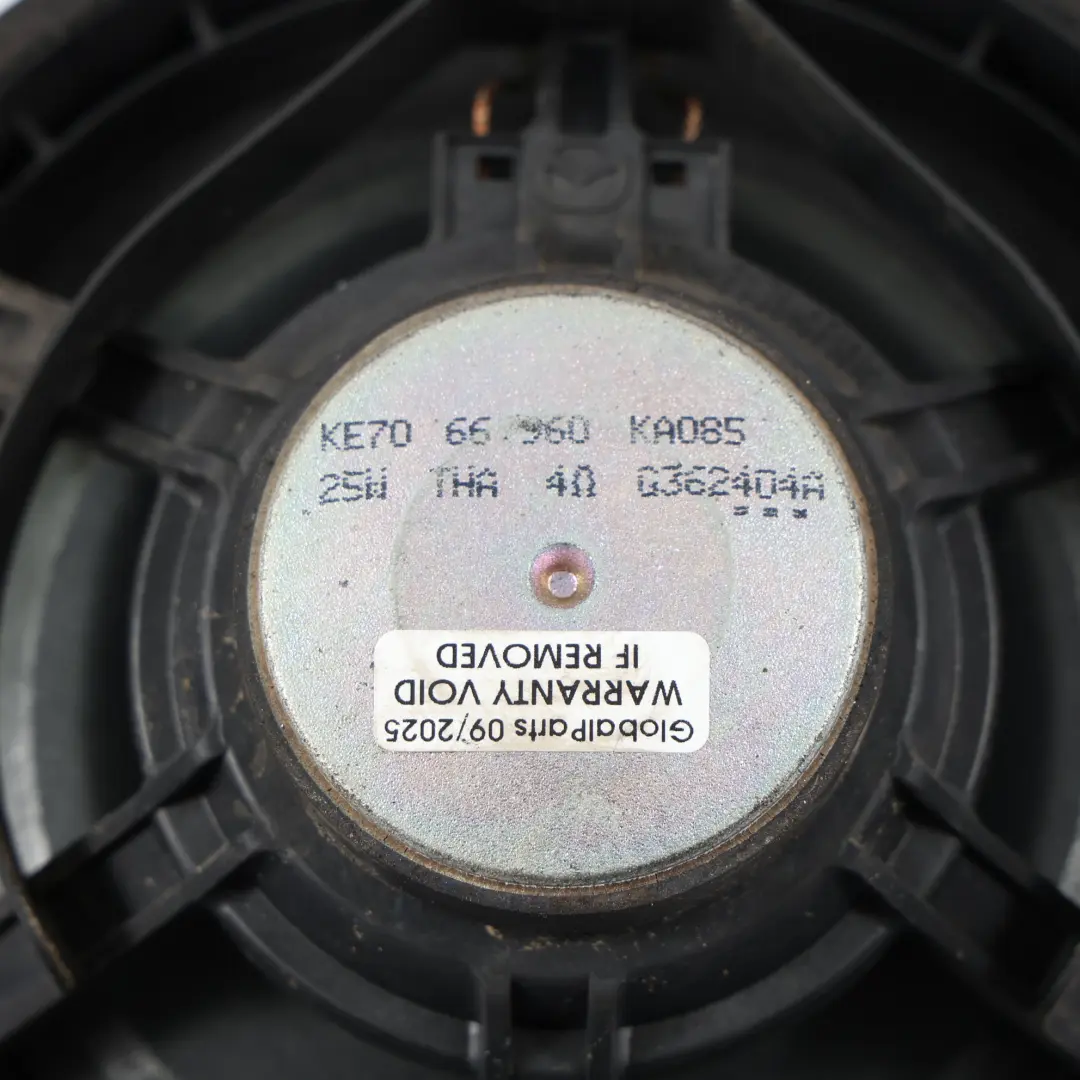 KE70 66 960 KA085
25W THA 4Ω G362404A
GlobalParts 09/2025
WARRANTY VOID
IF REMOVED